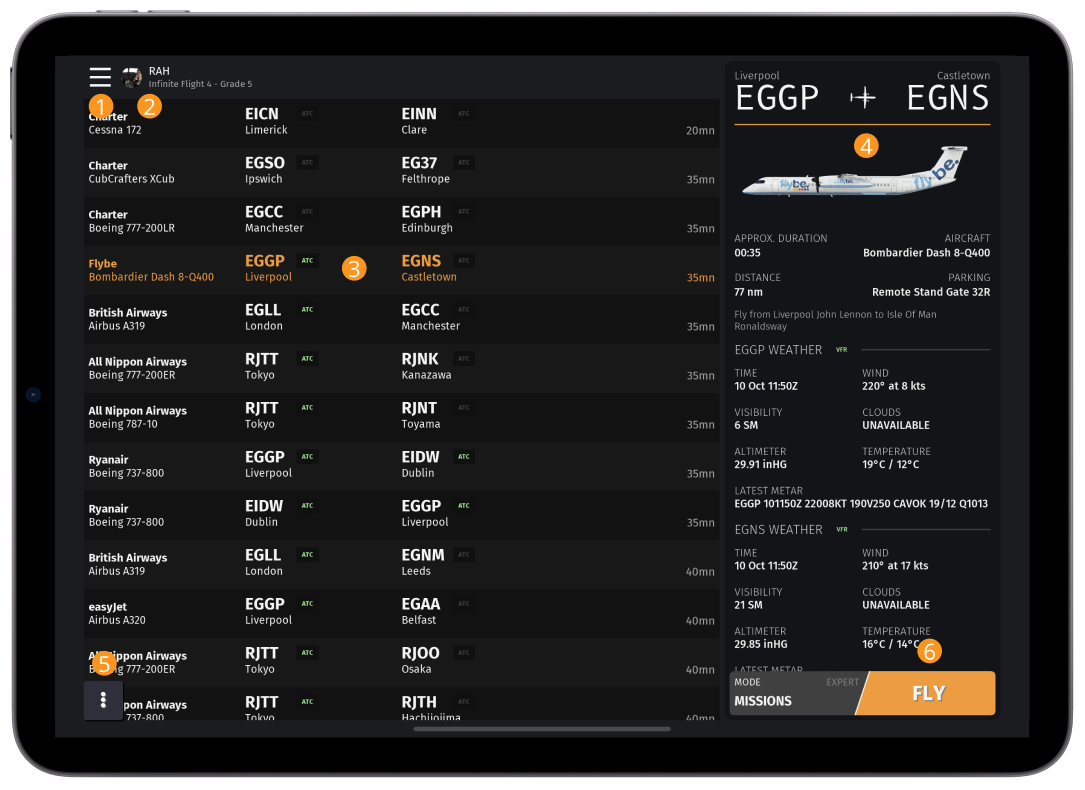 RAH
Infinite Flight 4 - Grade 5
1
2
Charter
Cessna 172
EICN ATC
Limerick
EINN ATC
Clare
20mn
Charter
CubCrafters XCub
EGSO ATC
Ipswich
EG37 ATC
Felthrope
35mn
Charter
Boeing 777-200LR
EGCC ATC
Manchester
EGPH ATC
Edinburgh
35mn
Flybe
Bombardier Dash 8-Q400
EGGP ATC
Liverpool
3
EGNS ATC
Castletown
35mn
British Airways
Airbus A319
EGLL ATC
London
EGCC ATC
Manchester
35mn
All Nippon Airways
Boeing 777-200ER
RJTT ATC
Tokyo
RJNK ATC
Kanazawa
35mn
All Nippon Airways
Boeing 787-10
RJTT ATC
Tokyo
RJNT ATC
Toyama
35mn
Ryanair
Boeing 737-800
EGGP ATC
Liverpool
EIDW ATC
Dublin
35mn
Ryanair
Boeing 737-800
EIDW ATC
Dublin
EGGP ATC
Liverpool
35mn
British Airways
Airbus A319
EGLL ATC
London
EGNM ATC
Leeds
40mn
easyJet
Airbus A320
EGGP ATC
Liverpool
EGAA ATC
Belfast
40mn
All Nippon Airways
777-200ER
5
RJTT ATC
Tokyo
RJOO ATC
Osaka
40mn
Airways
737-800
RJTT ATC
Tokyo
RJTH ATC
Hachijojima
40mn
Liverpool Castletown
EGGP EGNS
4
flybe.
flybe.
flybe.
APPROX. DURATION AIRCRAFT
00:35 Bombardier Dash 8-Q400
DISTANCE PARKING
77 nm Remote Stand Gate 32R
Fly from Liverpool John Lennon to Isle Of Man
Ronaldsway
EGGP WEATHER VFR
TIME WIND
10 Oct 11:50Z 220° at 8 kts
VISIBILITY CLOUDS
6 SM UNAVAILABLE
ALTIMETER TEMPERATURE
29.91 inHG 19°C / 12°C
LATEST METAR
EGGP 101150Z 22008KT 190V250 CAVOK 19/12 Q1013
EGNS WEATHER VFR
TIME WIND
10 Oct 11:50Z 210° at 17 kts
VISIBILITY CLOUDS
21 SM UNAVAILABLE
ALTIMETER TEMPERATURE
29.85 inHG 16°C / 14°C
6
LATEST METAR
MODE EXPERT
MISSIONS
FLY